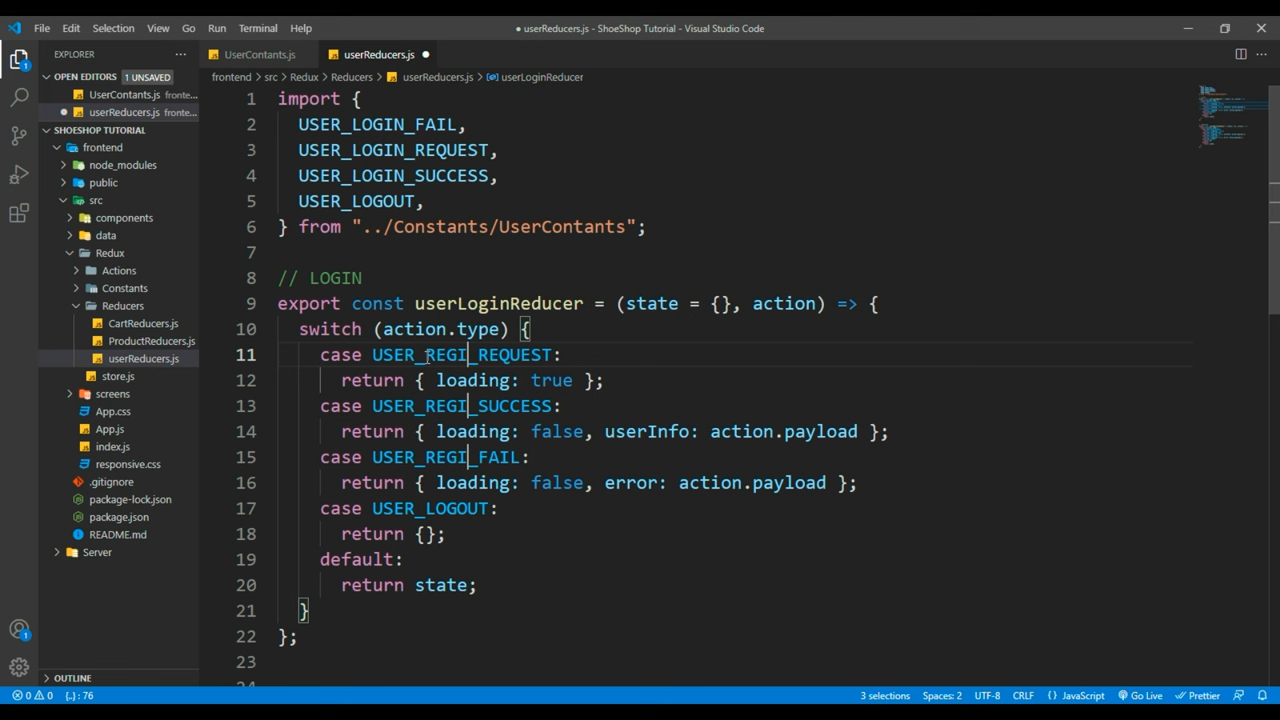 File Edit Selection View Go Run Terminal Help
● userReducers.js - ShoeShop Tutorial - Visual Studio Code
EXPLORER
UserContants.js userReducers.js
OPEN EDITORS 1 UNSAVED
UserContants.js fronte...
userReducers.js fronte...
SHOESHOP TUTORIAL
frontend
node_modules
public
src
components
data
Redux
Actions
Constants
Reducers
CartReducers.js
ProductReducers.js
userReducers.js
store.js
screens
App.css
App.js
index.js
responsive.css
.gitignore
package-lock.json
package.json
README.md
Server
OUTLINE
frontend > src > Redux > Reducers > userReducers.js > userLoginReducer
1 import {
2 USER_LOGIN_FAIL,
3 USER_LOGIN_REQUEST,
4 USER_LOGIN_SUCCESS,
5 USER_LOGOUT,
6 } from "../Constants/UserContants";
7
8 // LOGIN
9 export const userLoginReducer = (state = {}, action) => {
10 switch (action.type) {
11 case USER_REGI_REQUEST:
12 return { loading: true };
13 case USER_REGI_SUCCESS:
14 return { loading: false, userInfo: action.payload };
15 case USER_REGI_FAIL:
16 return { loading: false, error: action.payload };
17 case USER_LOGOUT:
18 return {};
19 default:
20 return state;
21 }
22 };
23
1
1
0 0 {..} : 76
3 selections Spaces: 2 UTF-8 CRLF {} JavaScript Go Live Prettier